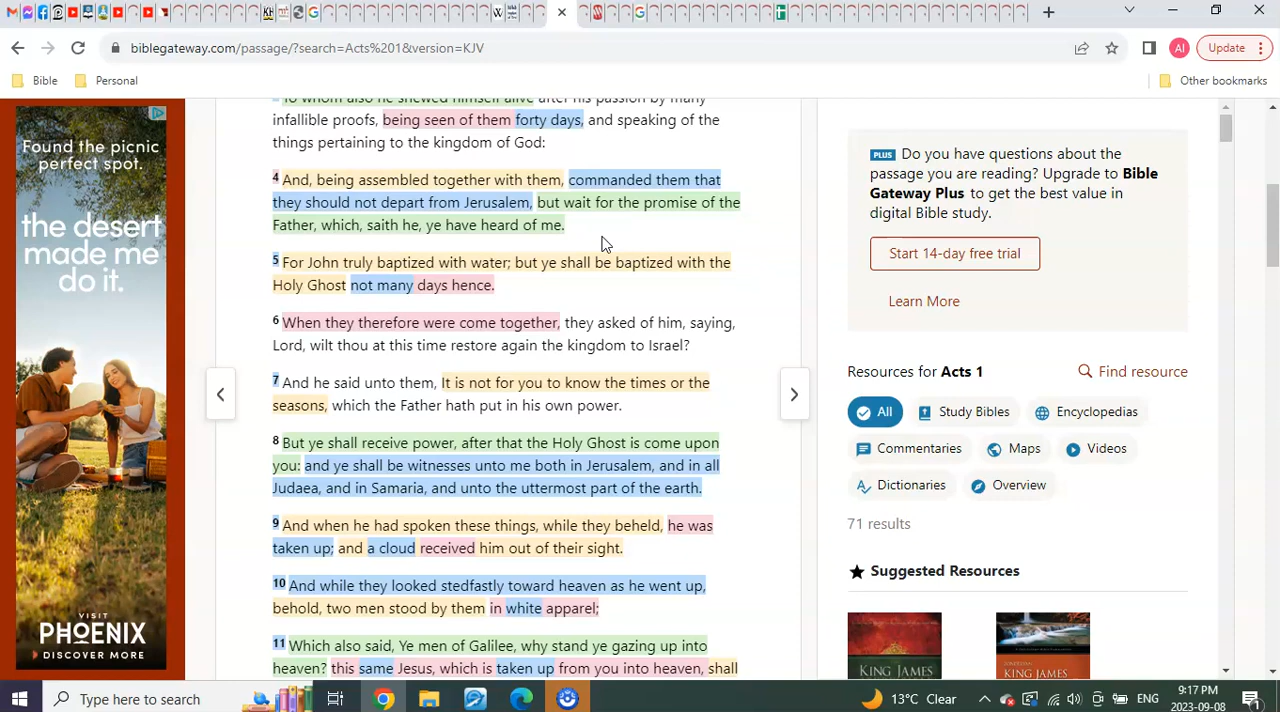 biblegateway.com/passage/?search=Acts%201&version=KJV
Update
Bible
Personal
Other bookmarks
Found the picnic
perfect spot.
the desert
made me
do it.
VISIT
PHOENIX
DISCOVER MORE
To whom also he shewed himself alive after his passion by many
infallible proofs, being seen of them forty days, and speaking of the
things pertaining to the kingdom of God:
4 And, being assembled together with them, commanded them that
they should not depart from Jerusalem, but wait for the promise of the
Father, which, saith he, ye have heard of me.
5 For John truly baptized with water; but ye shall be baptized with the
Holy Ghost not many days hence.
6 When they therefore were come together, they asked of him, saying,
Lord, wilt thou at this time restore again the kingdom to Israel?
7 And he said unto them, It is not for you to know the times or the
seasons, which the Father hath put in his own power.
8 But ye shall receive power, after that the Holy Ghost is come upon
you: and ye shall be witnesses unto me both in Jerusalem, and in all
Judaea, and in Samaria, and unto the uttermost part of the earth.
9 And when he had spoken these things, while they beheld, he was
taken up; and a cloud received him out of their sight.
10 And while they looked stedfastly toward heaven as he went up,
behold, two men stood by them in white apparel;
11 Which also said, Ye men of Galilee, why stand ye gazing up into
heaven? this same Jesus, which is taken up from you into heaven, shall
PLUS Do you have questions about the
passage you are reading? Upgrade to Bible
Gateway Plus to get the best value in
digital Bible study.
Start 14-day free trial
Learn More
Resources for Acts 1
Find resource
All
Study Bibles
Encyclopedias
Commentaries
Maps
Videos
Dictionaries
Overview
71 results
Suggested Resources
KING JAMES
KING JAMES
Type here to search
13°C Clear
ENG
9:17 PM
2023-09-08